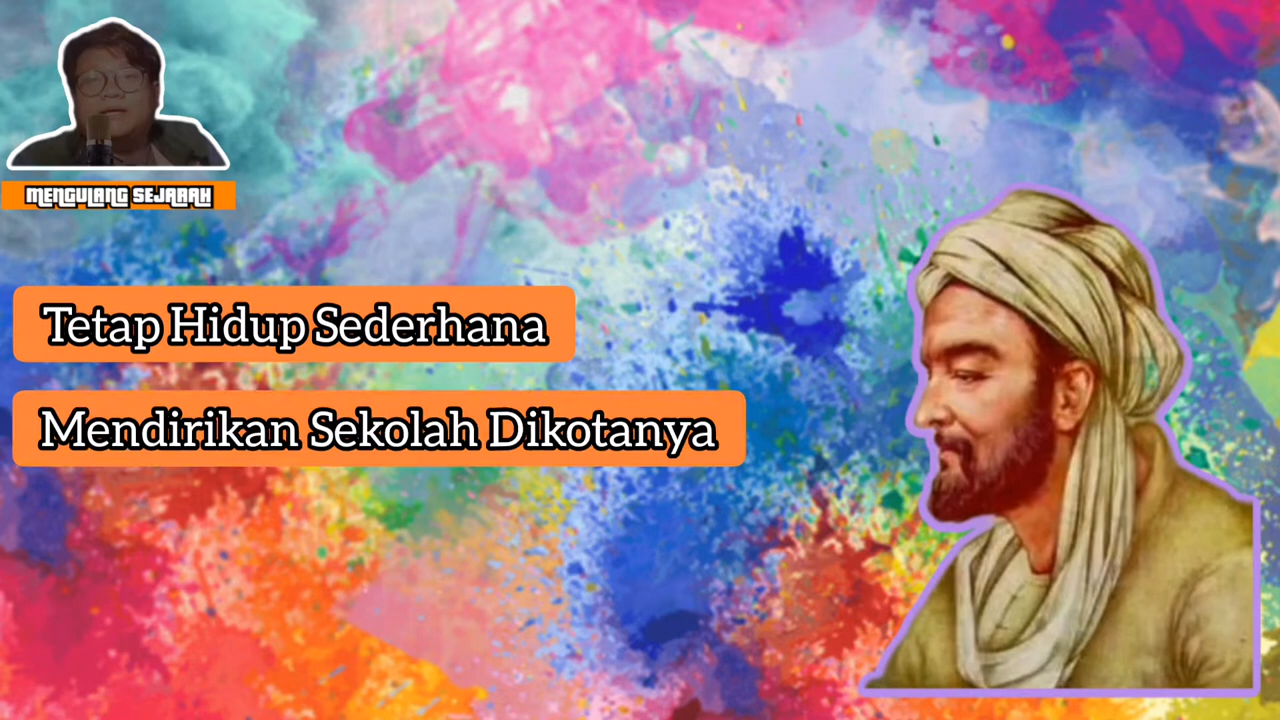 MENGULANG SEJARAH
Tetap Hidup Sederhana
Mendirikan Sekolah Dikotanya